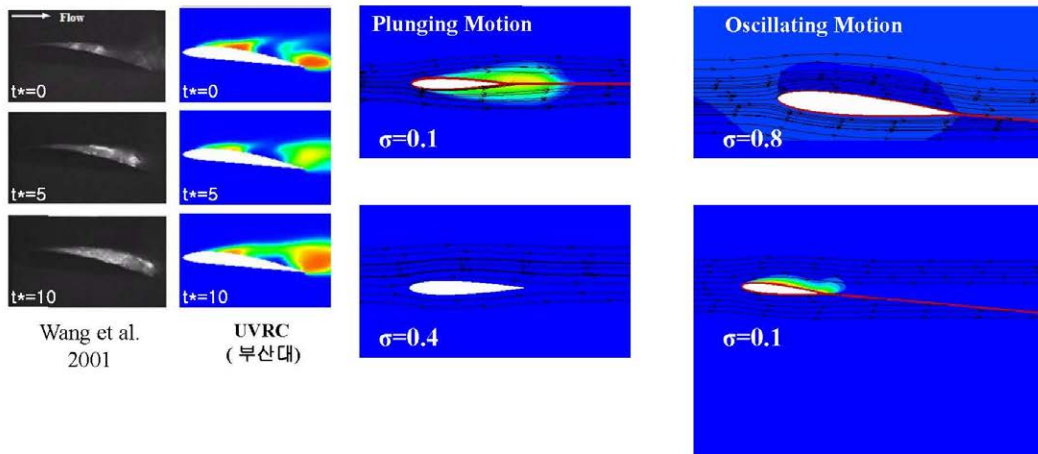 Flow
t*=0
t*=5
t*=10
Wang et al.
2001
t*=0
t*=5
t*=10
UVRC
( 부산대)
Plunging Motion
σ=0.1
σ=0.4
Oscillating Motion
σ=0.8
σ=0.1